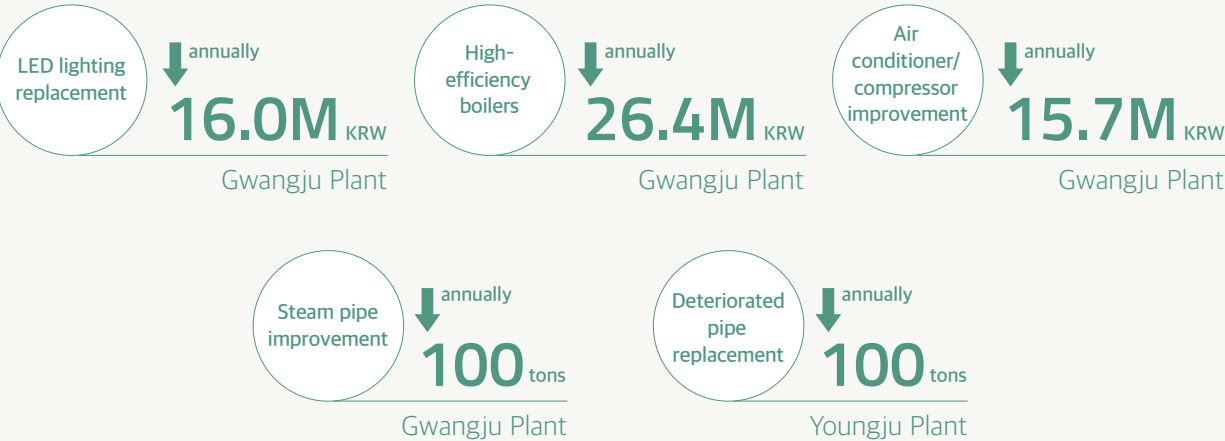 LED lighting
replacement
annually
16.0M KRW
Gwangju Plant
High-
efficiency
boilers
annually
26.4M KRW
Gwangju Plant
Air
conditioner/
compressor
improvement
annually
15.7M KRW
Gwangju Plant
Steam pipe
improvement
annually
100 tons
Gwangju Plant
Deteriorated
pipe
replacement
annually
100 tons
Youngju Plant